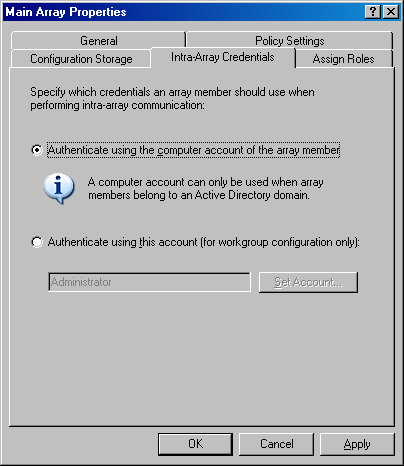 Main Array Properties
General Policy Settings
Configuration Storage Intra-Array Credentials Assign Roles
Specify which credentials an array member should use when
performing intra-array communication:
Authenticate using the computer account of the array member
A computer account can only be used when array
members belong to an Active Directory domain.
Authenticate using this account (for workgroup configuration only):
Administrator Set Account...
OK Cancel Apply